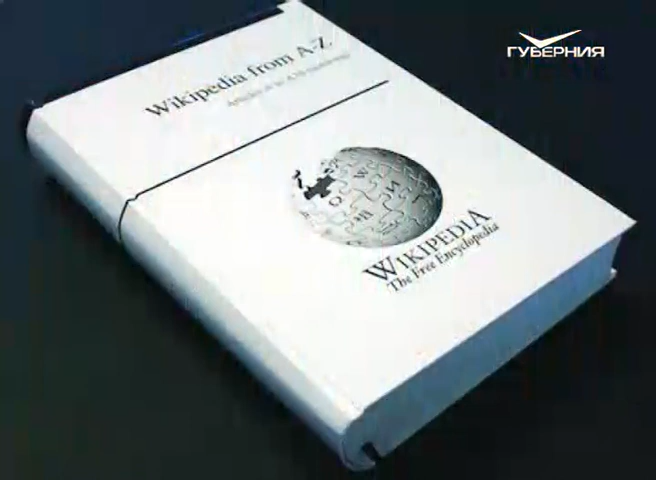 ГУБЕРНИЯ
Wikipedia from A-Z
WIKIPEDIA
The Free Encyclopedia